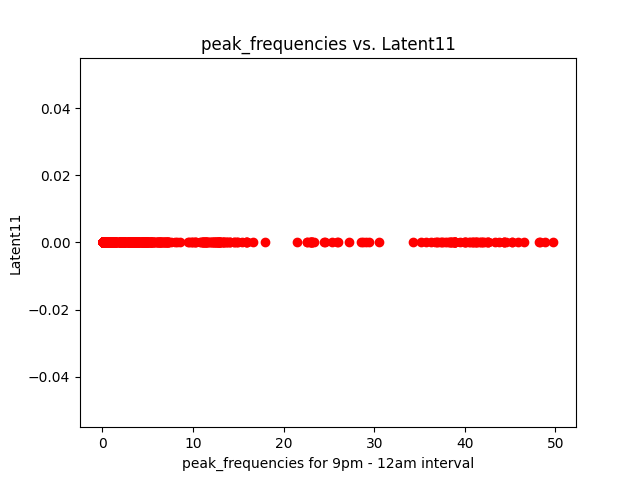 peak_frequencies vs. Latent11
0.04
0.02
0.00
−0.02
−0.04
Latent11
0 10 20 30 40 50
peak_frequencies for 9pm - 12am interval